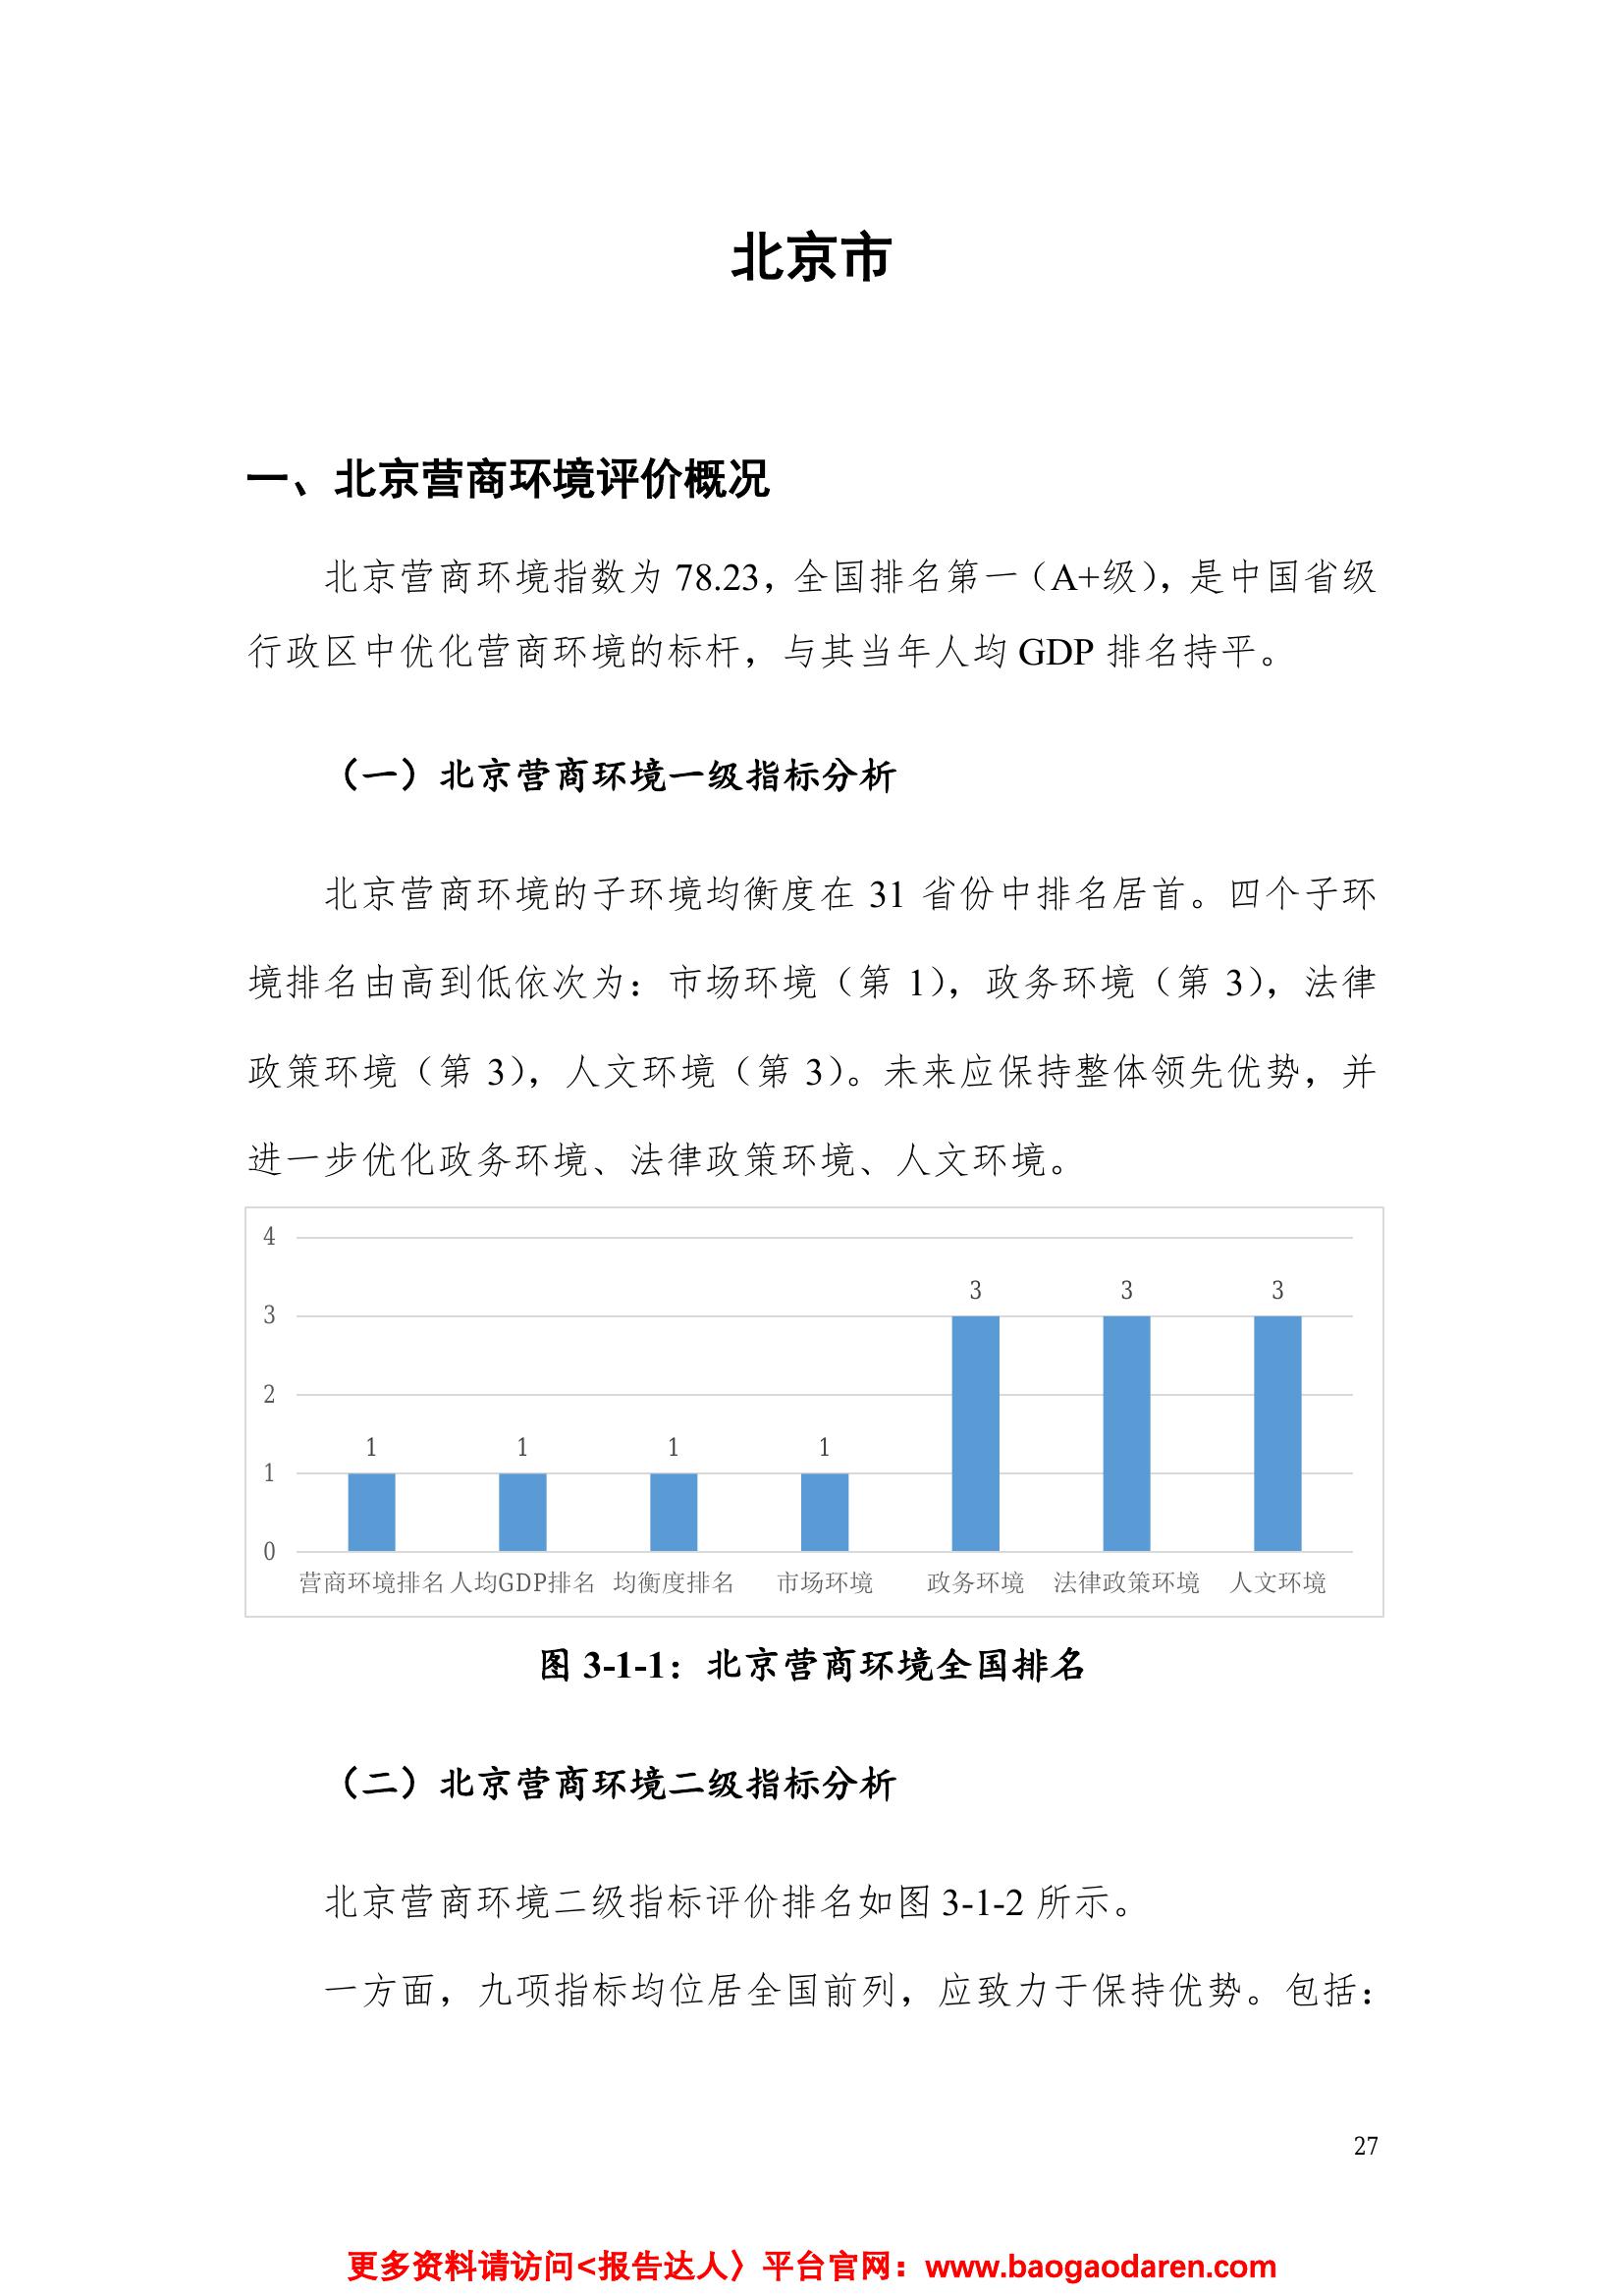 北京市
一、北京营商环境评价概况
北京营商环境指数为 78.23，全国排名第一（A+级），是中国省级
行政区中优化营商环境的标杆，与其当年人均 GDP 排名持平。
（一）北京营商环境一级指标分析
北京营商环境的子环境均衡度在 31 省份中排名居首。四个子环
境排名由高到低依次为：市场环境（第 1），政务环境（第 3），法律
政策环境（第 3），人文环境（第 3）。未来应保持整体领先优势，并
进一步优化政务环境、法律政策环境、人文环境。
4
3 3 3
3
2
1 1 1 1
1
0
营商环境排名 人均GDP排名 均衡度排名 市场环境 政务环境 法律政策环境 人文环境
图 3-1-1：北京营商环境全国排名
（二）北京营商环境二级指标分析
北京营商环境二级指标评价排名如图 3-1-2 所示。
一方面，九项指标均位居全国前列，应致力于保持优势。包括：
27
更多资料请访问<报告达人〉平台官网：www.baogaodaren.com